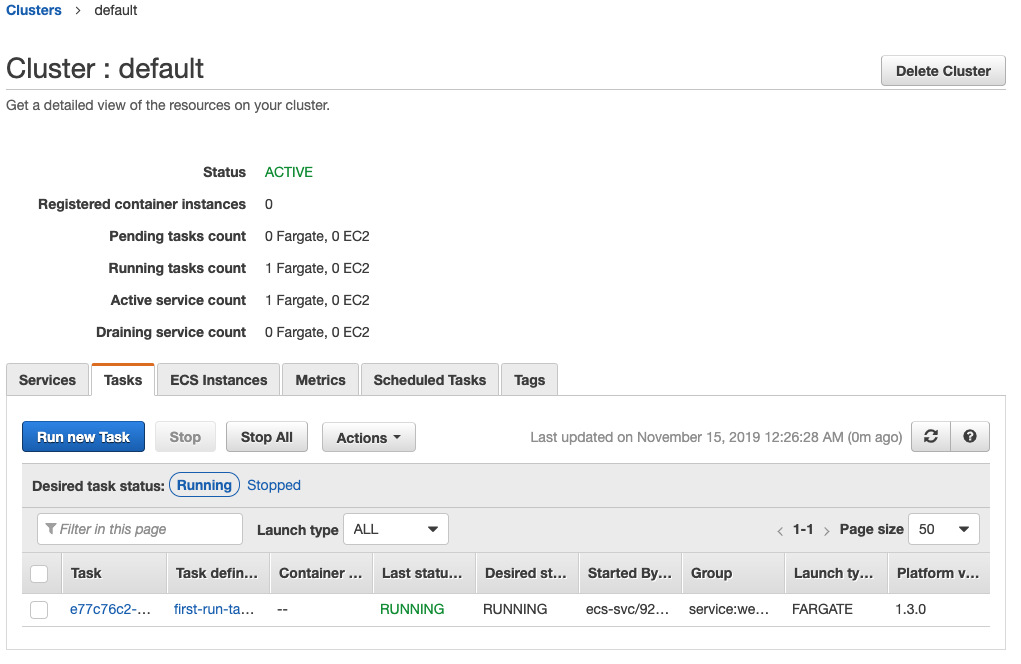 Clusters > default
Cluster : default
Delete Cluster
Get a detailed view of the resources on your cluster.
Status ACTIVE
Registered container instances 0
Pending tasks count 0 Fargate, 0 EC2
Running tasks count 1 Fargate, 0 EC2
Active service count 1 Fargate, 0 EC2
Draining service count 0 Fargate, 0 EC2
Services Tasks ECS Instances Metrics Scheduled Tasks Tags
Run new Task Stop Stop All Actions Last updated on November 15, 2019 12:26:28 AM (0m ago)
Desired task status: Running Stopped
Filter in this page Launch type ALL < 1-1 > Page size 50
Task Task defin... Container ... Last statu... Desired st... Started By... Group Launch ty... Platform v...
e77c76c2-... first-run-ta... -- RUNNING RUNNING ecs-svc/92... service:we... FARGATE 1.3.0